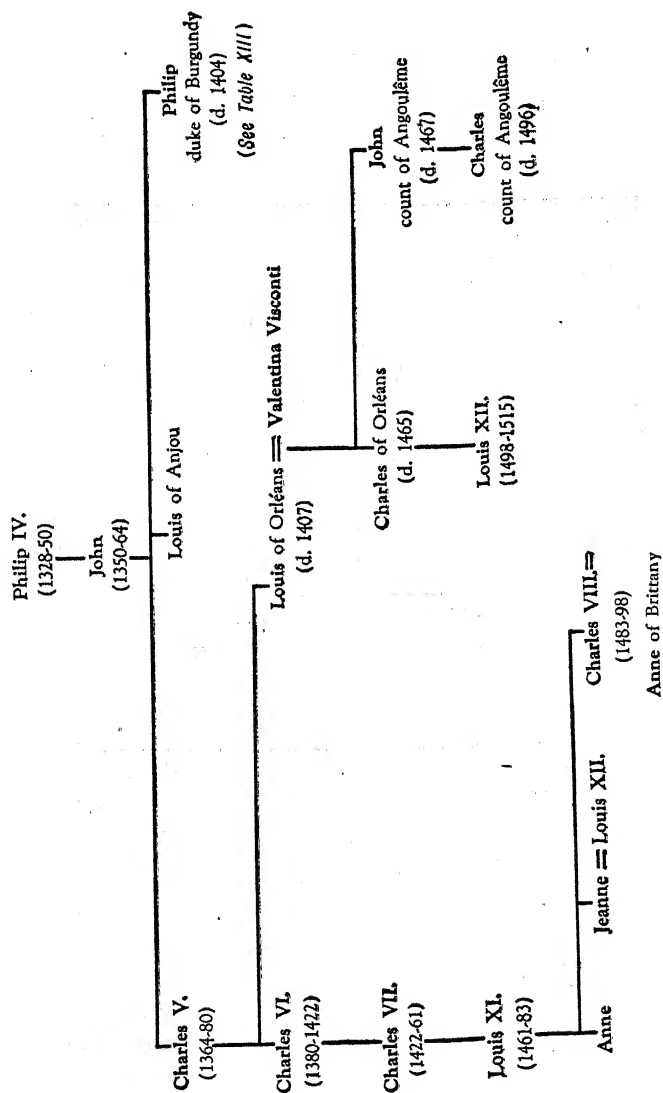 Philip IV.
(1328-50)
John
(1350-64)
Charles V.
(1364-80)
Louis of Anjou
Philip
duke of Burgundy
(d. 1404)
(See Table XIII)
Charles VI.
(1380-1422)
Louis of Orléans = Valentina Visconti
(d. 1407)
Charles VII.
(1422-61)
Charles of Orléans
(d. 1465)
John
count of Angoulême
(d. 1467)
Louis XI.
(1461-83)
Louis XII.
(1498-1515)
Charles
count of Angoulême
(d. 1496)
Anne
Jeanne = Louis XII.
Charles VIII. =
(1483-98)
Anne of Brittany